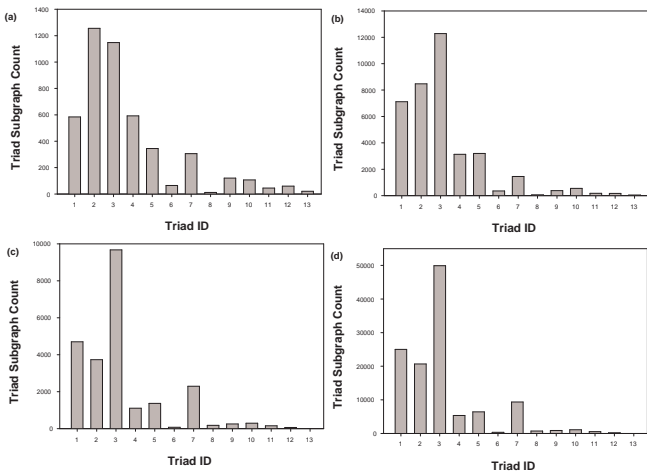 (a)
Triad Subgraph Count
1400
1200
1000
800
600
400
200
0
1 2 3 4 5 6 7 8 9 10 11 12 13
Triad ID
(b)
Triad Subgraph Count
14000
12000
10000
8000
6000
4000
2000
0
1 2 3 4 5 6 7 8 9 10 11 12 13
Triad ID
(c)
Triad Subgraph Count
10000
8000
6000
4000
2000
0
1 2 3 4 5 6 7 8 9 10 11 12 13
Triad ID
(d)
Triad Subgraph Count
50000
40000
30000
20000
10000
0
1 2 3 4 5 6 7 8 9 10 11 12 13
Triad ID